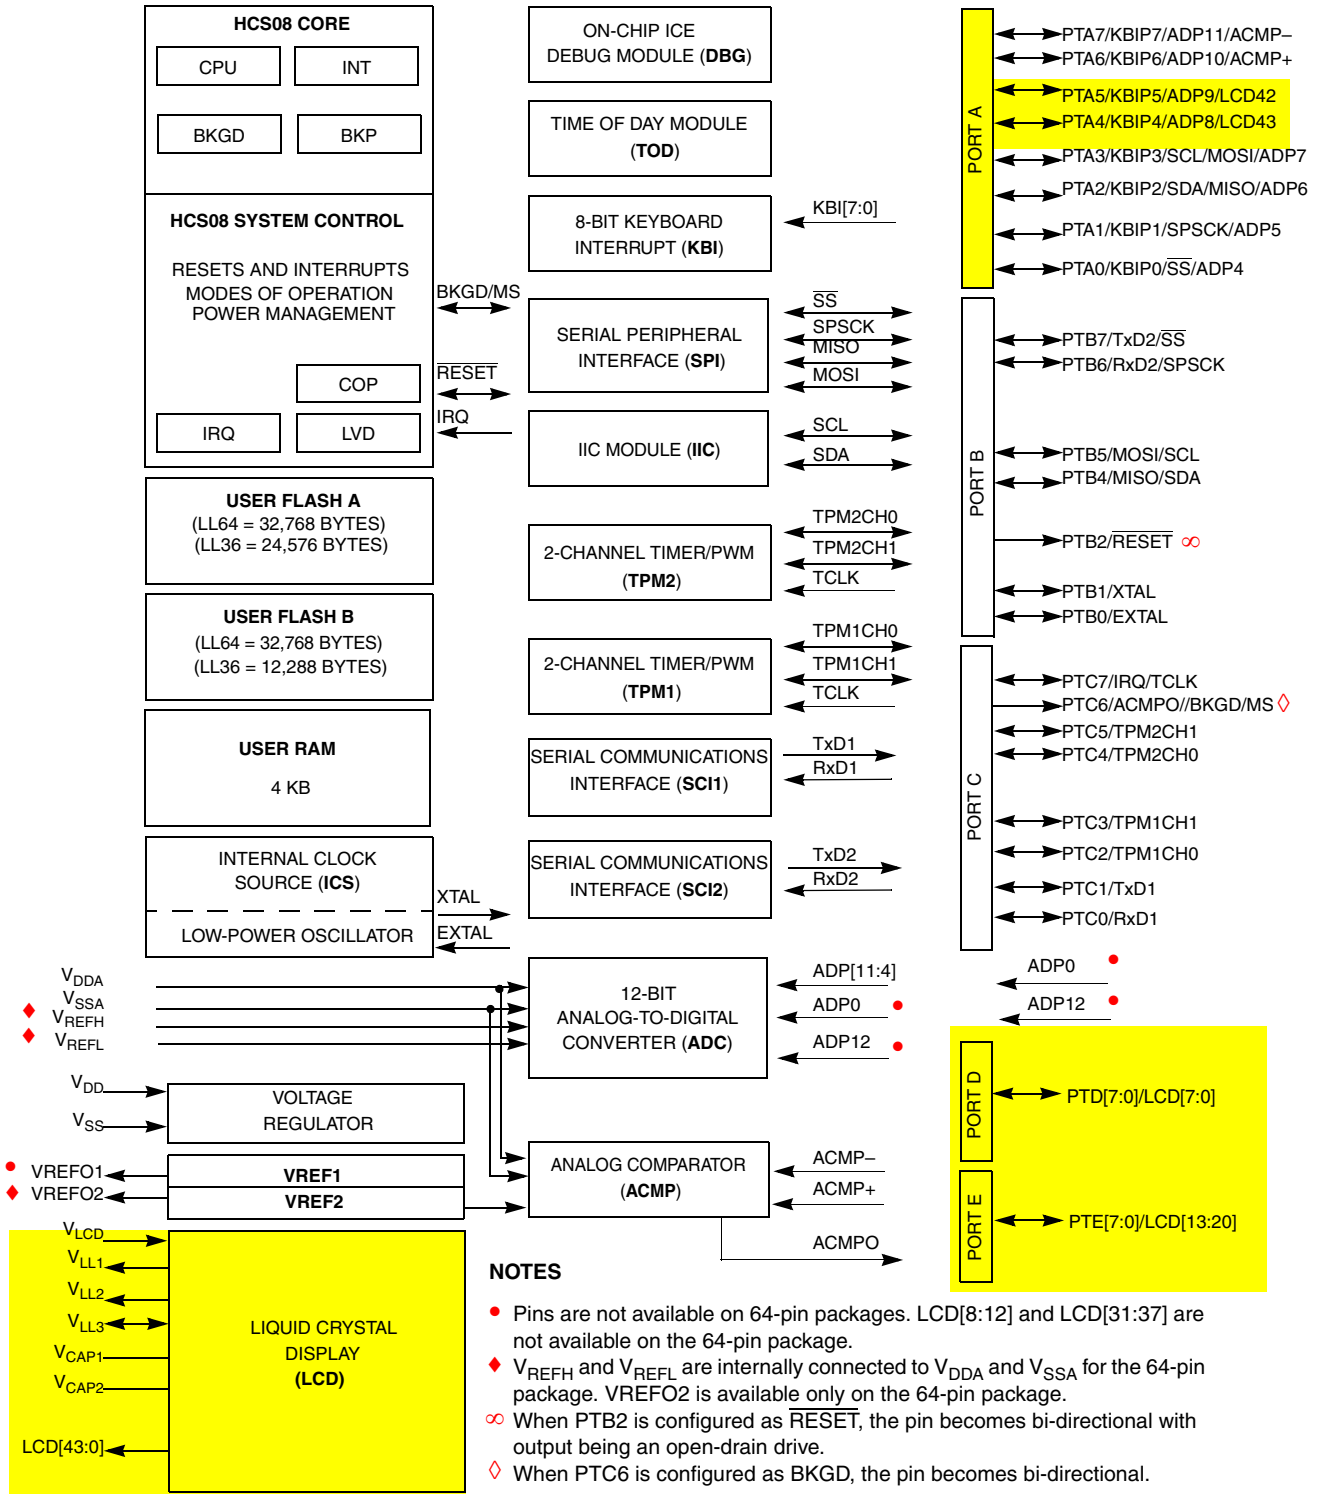 HCS08 CORE
CPU
INT
BKGD
BKP
HCS08 SYSTEM CONTROL
RESETS AND INTERRUPTS
MODES OF OPERATION
POWER MANAGEMENT
COP
IRQ
LVD
BKGD/MS
RESET
IRQ
USER FLASH A
(LL64 = 32,768 BYTES)
(LL36 = 24,576 BYTES)
USER FLASH B
(LL64 = 32,768 BYTES)
(LL36 = 12,288 BYTES)
USER RAM
4 KB
INTERNAL CLOCK
SOURCE (ICS)
LOW-POWER OSCILLATOR
XTAL
EXTAL
VDDA
VSSA
♦ VREFH
♦ VREFL
VDD
VSS
VOLTAGE
REGULATOR
• VREFO1
♦ VREFO2
VREF1
VREF2
VLCD
VLL1
VLL2
VLL3
VCAP1
VCAP2
LCD[43:0]
LIQUID CRYSTAL
DISPLAY
(LCD)
ON-CHIP ICE
DEBUG MODULE (DBG)
TIME OF DAY MODULE
(TOD)
8-BIT KEYBOARD
INTERRUPT (KBI)
KBI[7:0]
SERIAL PERIPHERAL
INTERFACE (SPI)
SS
SPSCK
MISO
MOSI
IIC MODULE (IIC)
SCL
SDA
2-CHANNEL TIMER/PWM
(TPM2)
TPM2CH0
TPM2CH1
TCLK
2-CHANNEL TIMER/PWM
(TPM1)
TPM1CH0
TPM1CH1
TCLK
SERIAL COMMUNICATIONS
INTERFACE (SCI1)
TxD1
RxD1
SERIAL COMMUNICATIONS
INTERFACE (SCI2)
TxD2
RxD2
12-BIT
ANALOG-TO-DIGITAL
CONVERTER (ADC)
ADP[11:4]
ADP0 •
ADP12 •
ANALOG COMPARATOR
(ACMP)
ACMP–
ACMP+
ACMPO
PORT A
PTA7/KBIP7/ADP11/ACMP–
PTA6/KBIP6/ADP10/ACMP+
PTA5/KBIP5/ADP9/LCD42
PTA4/KBIP4/ADP8/LCD43
PTA3/KBIP3/SCL/MOSI/ADP7
PTA2/KBIP2/SDA/MISO/ADP6
PTA1/KBIP1/SPSCK/ADP5
PTA0/KBIP0/SS/ADP4
PORT B
PTB7/TxD2/SS
PTB6/RxD2/SPSCK
PTB5/MOSI/SCL
PTB4/MISO/SDA
PTB2/RESET ∞
PTB1/XTAL
PTB0/EXTAL
PORT C
PTC7/IRQ/TCLK
PTC6/ACMPO//BKGD/MS ◊
PTC5/TPM2CH1
PTC4/TPM2CH0
PTC3/TPM1CH1
PTC2/TPM1CH0
PTC1/TxD1
PTC0/RxD1
ADP0 •
ADP12 •
PORT D
PTD[7:0]/LCD[7:0]
PORT E
PTE[7:0]/LCD[13:20]
NOTES
• Pins are not available on 64-pin packages. LCD[8:12] and LCD[31:37] are
not available on the 64-pin package.
♦ VREFH and VREFL are internally connected to VDDA and VSSA for the 64-pin
package. VREFO2 is available only on the 64-pin package.
∞ When PTB2 is configured as RESET, the pin becomes bi-directional with
output being an open-drain drive.
◊ When PTC6 is configured as BKGD, the pin becomes bi-directional.